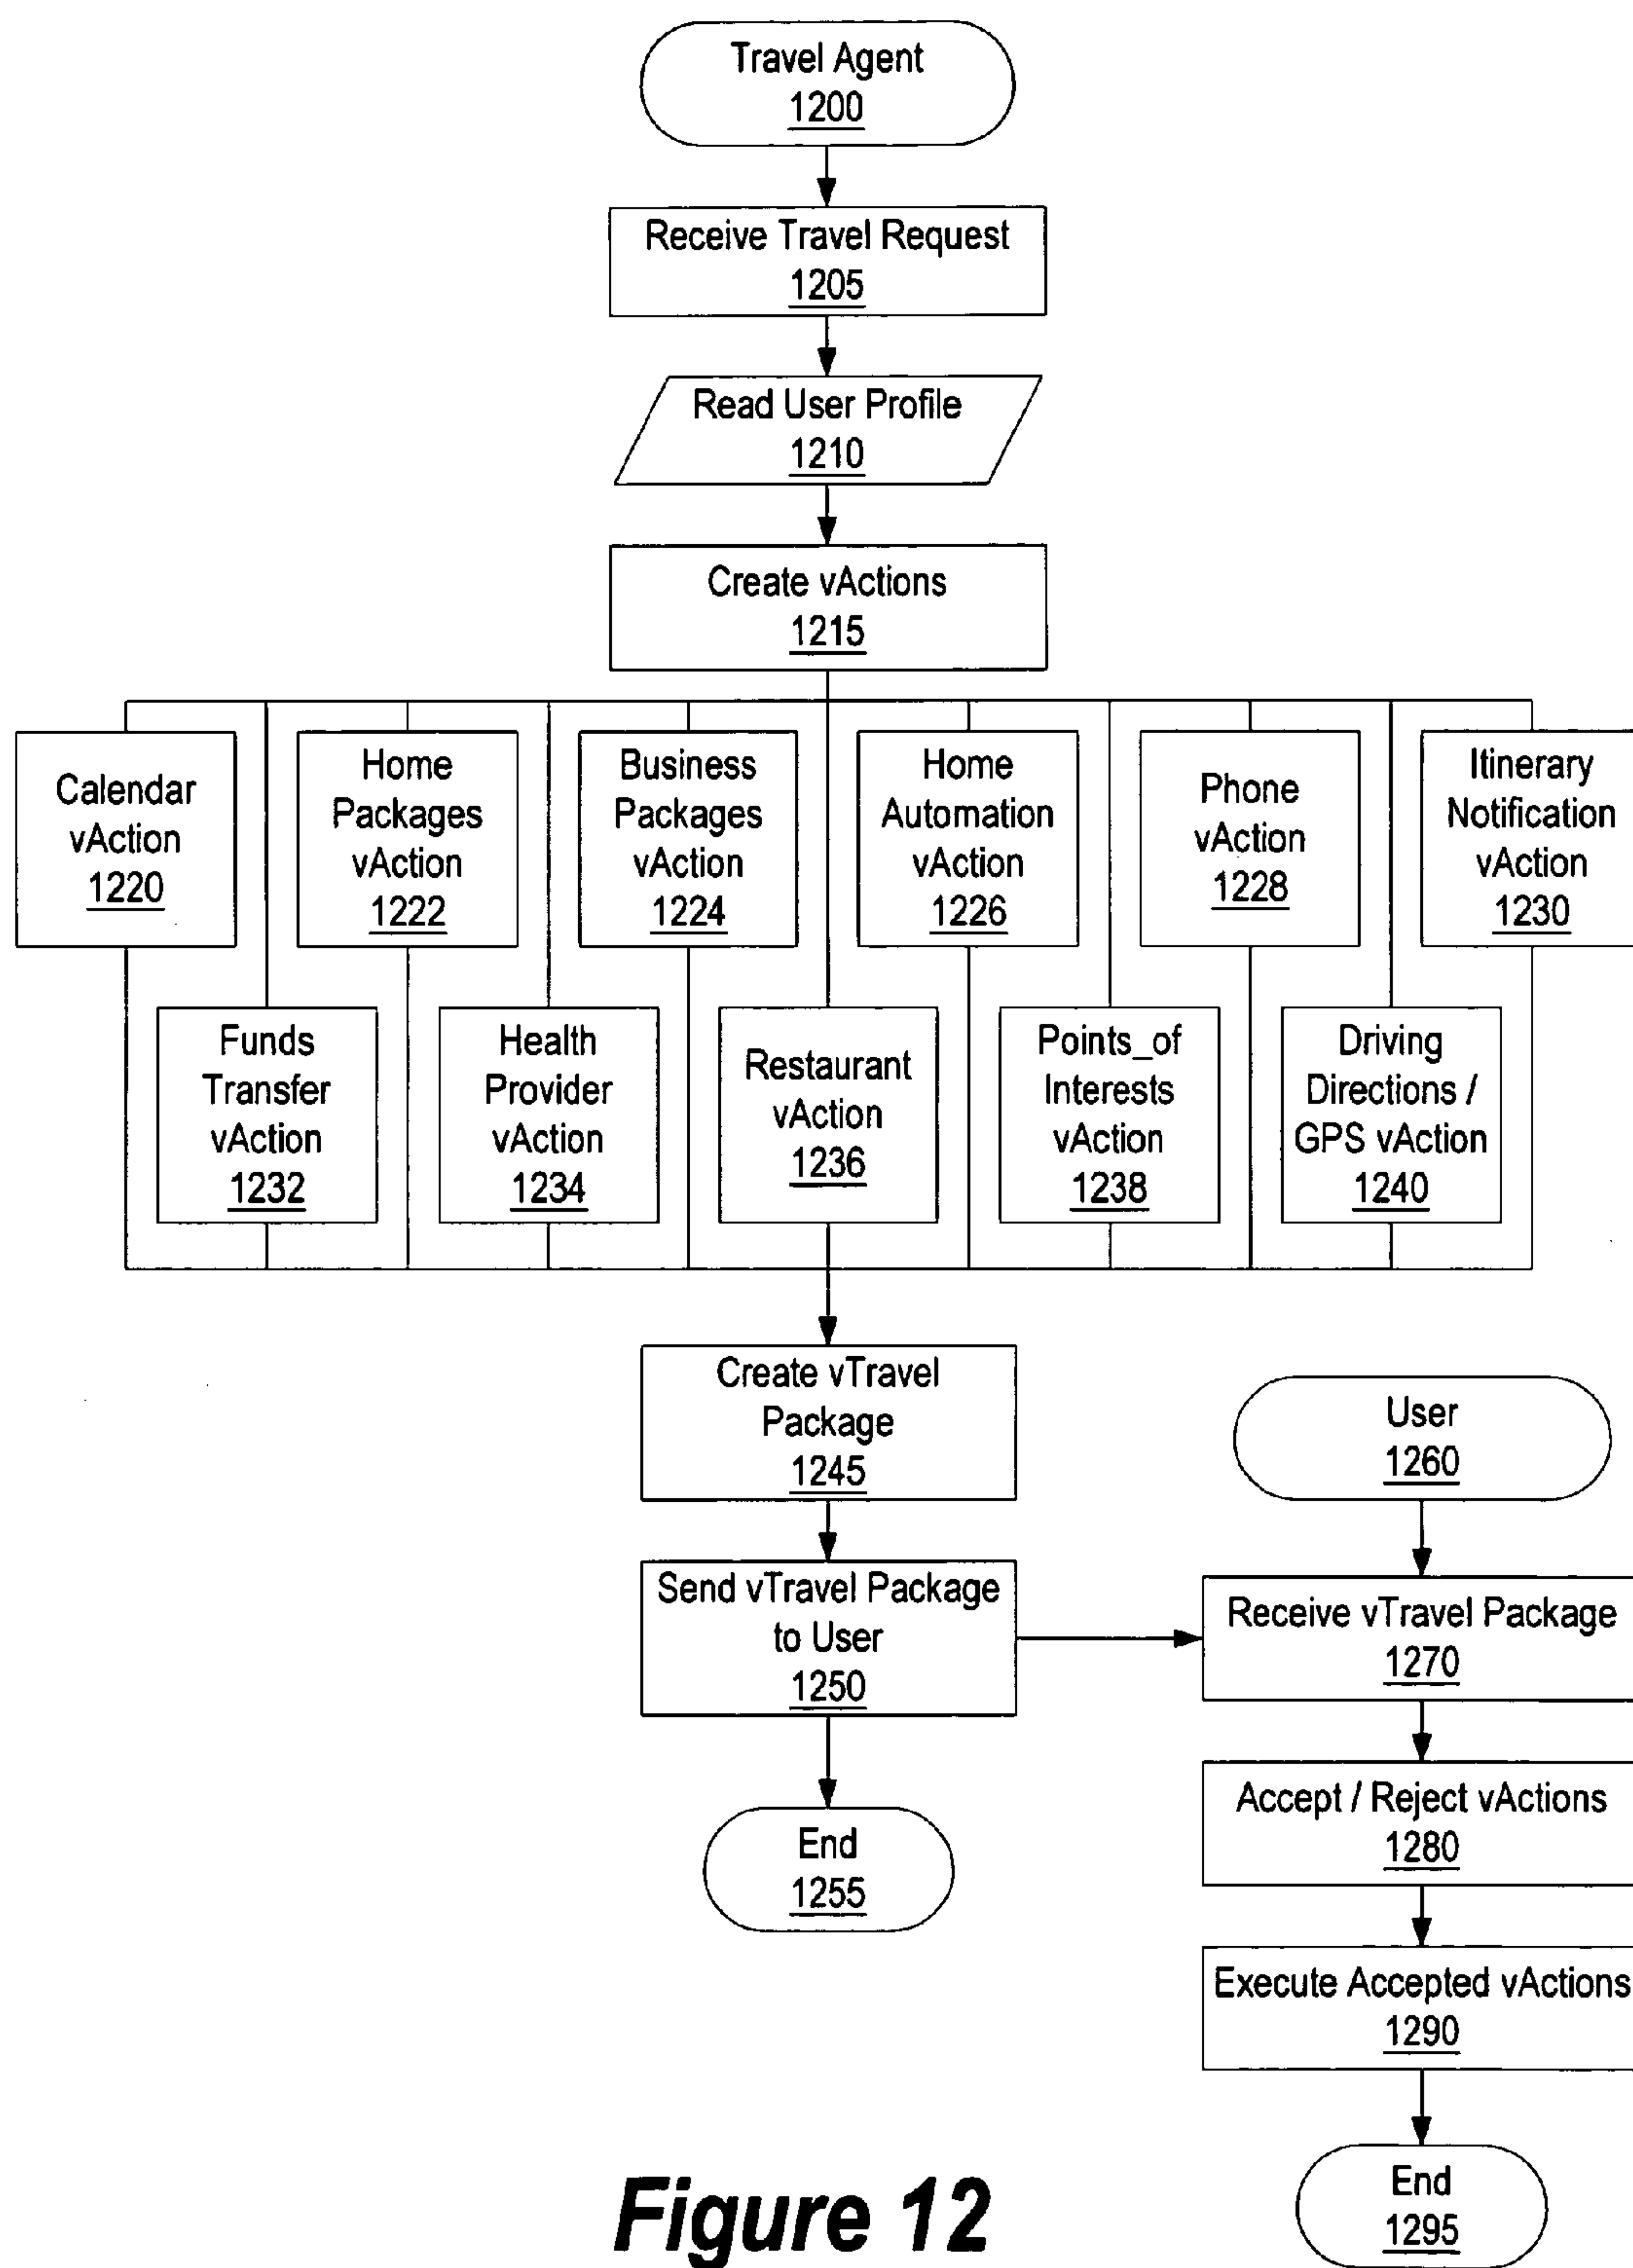 Travel Agent
1200
Receive Travel Request
1205
Read User Profile
1210
Create vActions
1215
Calendar
vAction
1220
Home
Packages
vAction
1222
Business
Packages
vAction
1224
Home
Automation
vAction
1226
Phone
vAction
1228
Itinerary
Notification
vAction
1230
Funds
Transfer
vAction
1232
Health
Provider
vAction
1234
Restaurant
vAction
1236
Points_of
Interests
vAction
1238
Driving
Directions /
GPS vAction
1240
Create vTravel
Package
1245
Send vTravel Package
to User
1250
End
1255
User
1260
Receive vTravel Package
1270
Accept / Reject vActions
1280
Execute Accepted vActions
1290
End
1295
Figure 12